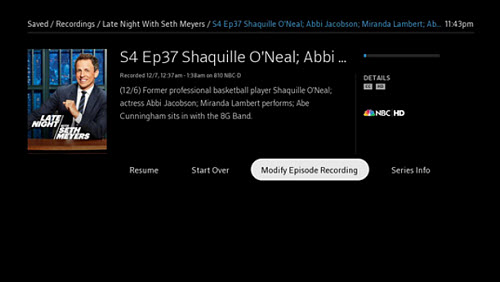 Saved / Recordings / Late Night With Seth Meyers / S4 Ep37 Shaquille O'Neal; Abbi Jacobson; Miranda Lambert; Ab... 11:43pm
S4 Ep37 Shaquille O'Neal; Abbi ...
Recorded 12/7, 12:37am - 1:38am on 810 NBC-D
(12/6) Former professional basketball player Shaquille O'Neal;
actress Abbi Jacobson; Miranda Lambert performs; Abe
Cunningham sits in with the 8G Band.
DETAILS
CC HD
NBC HD
LATE
NIGHT
WITH
SETH
MEYERS
Resume Start Over Modify Episode Recording Series Info